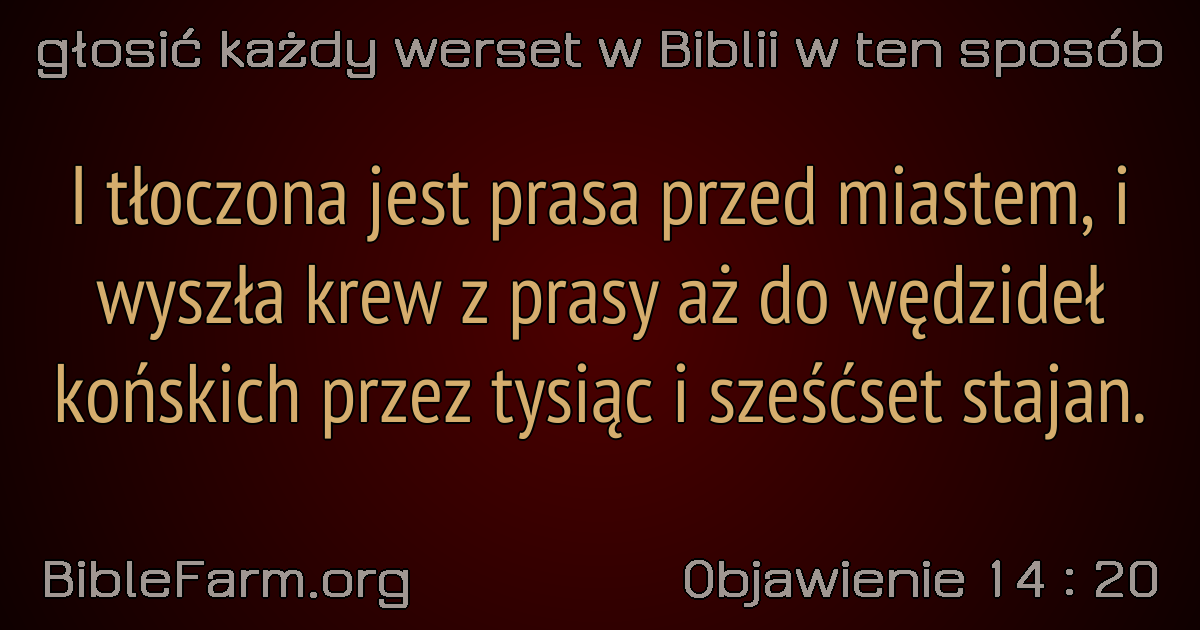 głosić każdy werset w Biblii w ten sposób
I tłoczona jest prasa przed miastem, i
wyszła krew z prasy aż do wędzideł
końskich przez tysiąc i sześćset stajan.
BibleFarm.org
Objawienie 14 : 20